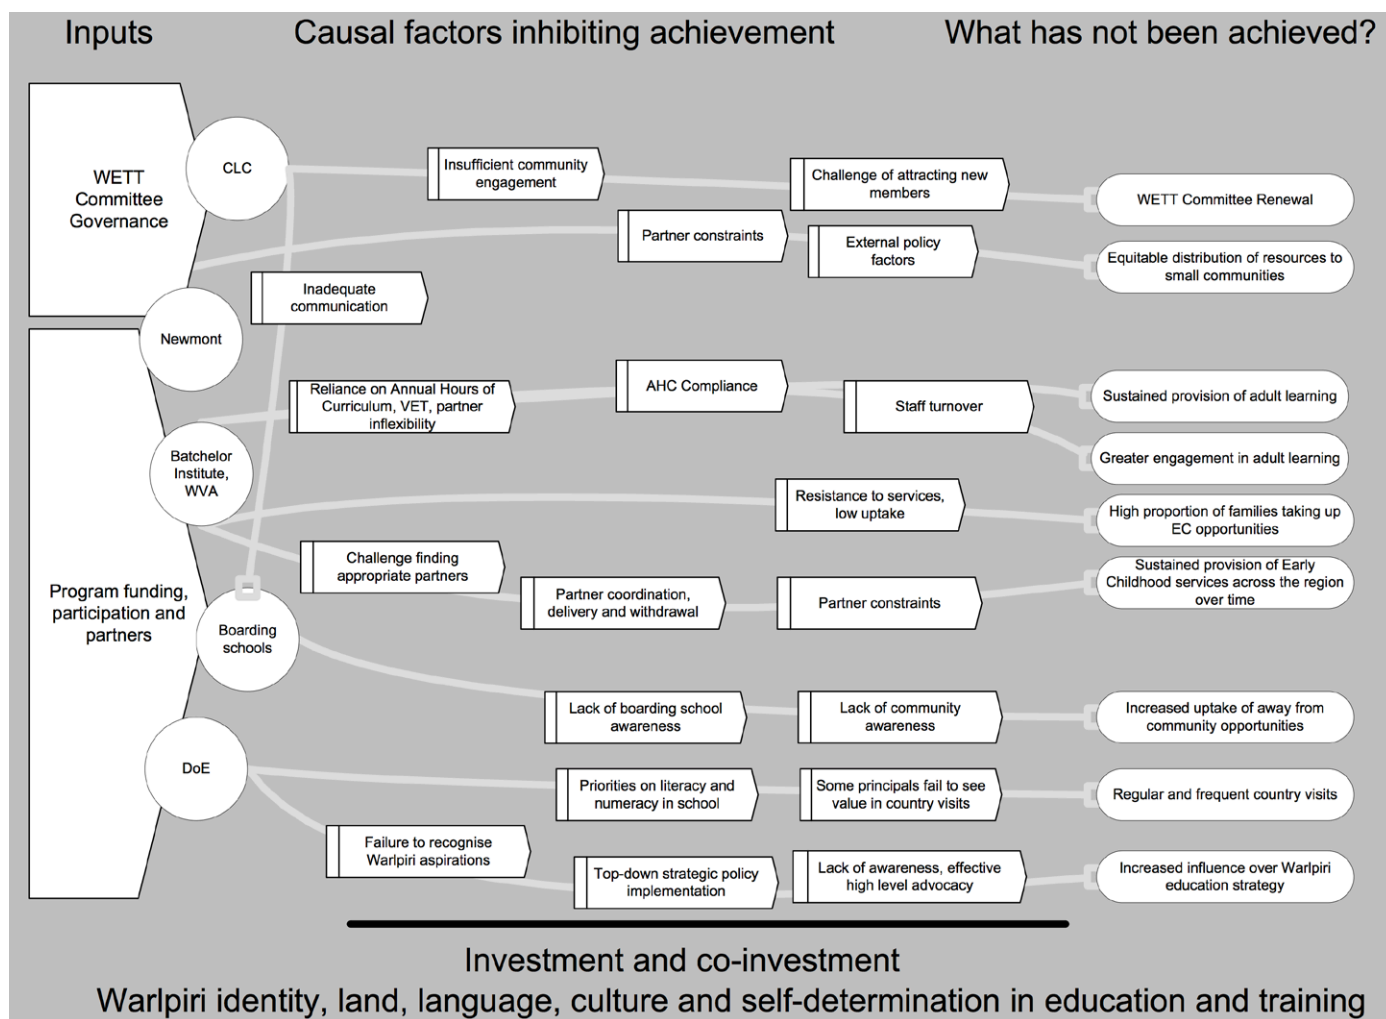 Inputs
Causal factors inhibiting achievement
What has not been achieved?
WETT
Committee
Governance
CLC
Insufficient community
engagement
Challenge of attracting new
members
WETT Committee Renewal
Partner constraints
External policy
factors
Equitable distribution of resources to
small communities
Inadequate
communication
Newmont
Reliance on Annual Hours of
Curriculum, VET, partner
inflexibility
AHC Compliance
Staff turnover
Sustained provision of adult learning
Greater engagement in adult learning
Batchelor
Institute,
WVA
Resistance to services,
low uptake
High proportion of families taking up
EC opportunities
Challenge finding
appropriate partners
Partner coordination,
delivery and withdrawal
Partner constraints
Sustained provision of Early
Childhood services across the region
over time
Program funding,
participation and
partners
Boarding
schools
Lack of boarding school
awareness
Lack of community
awareness
Increased uptake of away from
community opportunities
DoE
Priorities on literacy and
numeracy in school
Some principals fail to see
value in country visits
Regular and frequent country visits
Failure to recognise
Warlpiri aspirations
Top-down strategic policy
implementation
Lack of awareness, effective
high level advocacy
Increased influence over Warlpiri
education strategy
Investment and co-investment
Warlpiri identity, land, language, culture and self-determination in education and training